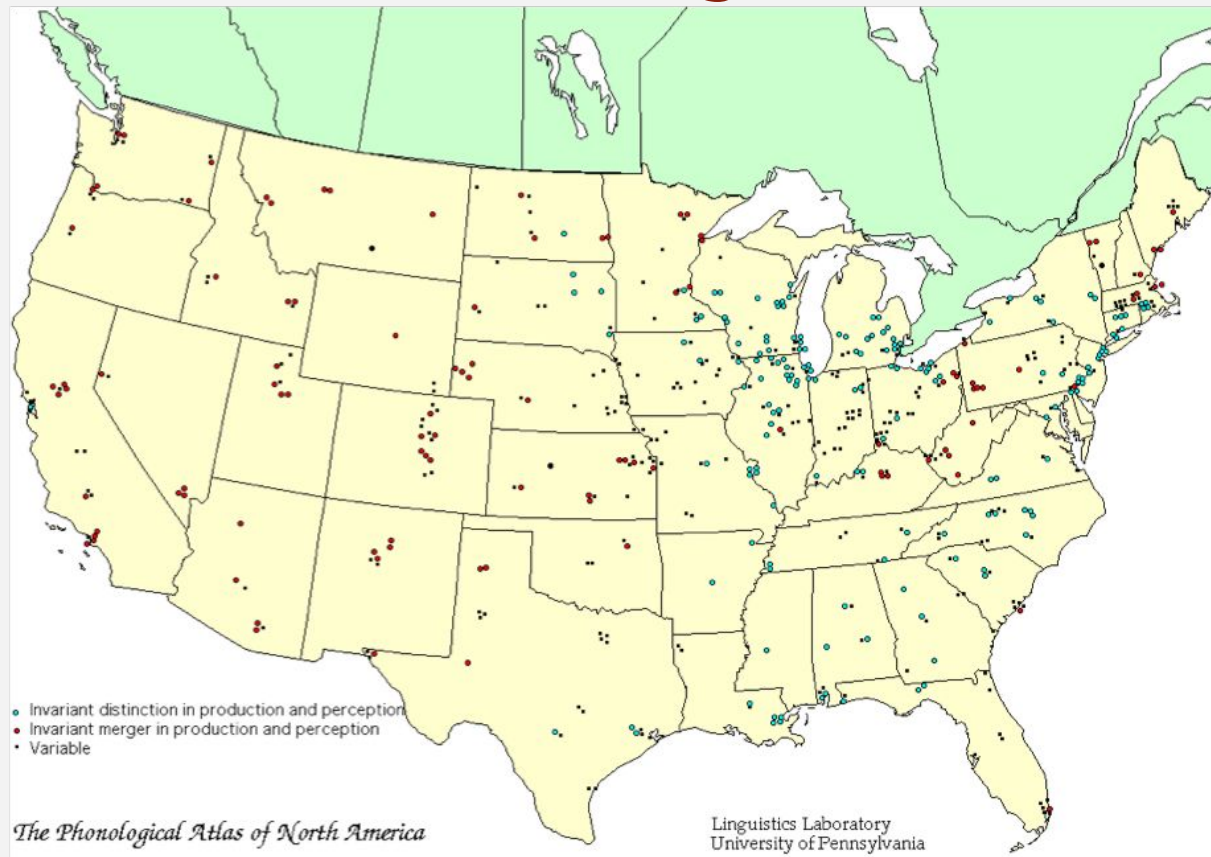 Invariant distinction in production and perception
Invariant merger in production and perception
Variable
The Phonological Atlas of North America
Linguistics Laboratory
University of Pennsylvania